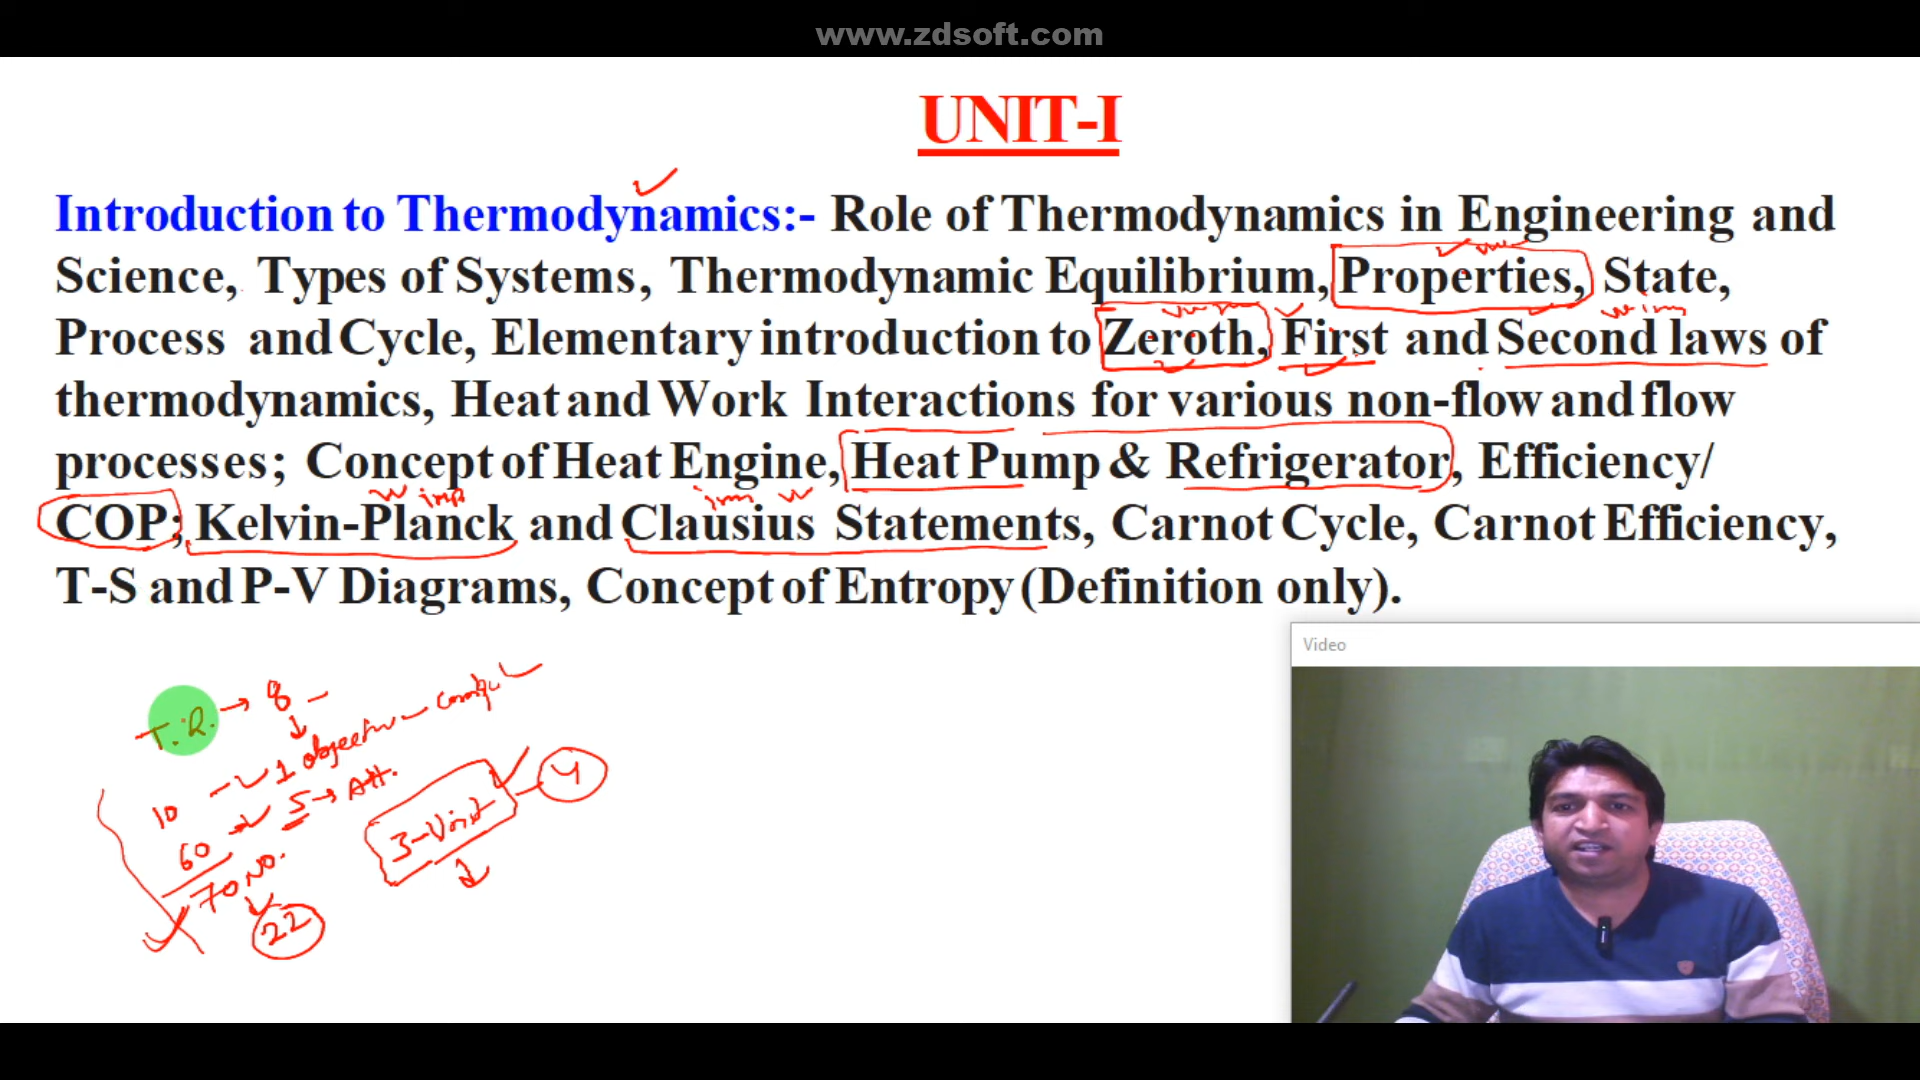 www.zdsoft.com
UNIT-I
Introduction to Thermodynamics:- Role of Thermodynamics in Engineering and
Science, Types of Systems, Thermodynamic Equilibrium, Properties, State,
Process and Cycle, Elementary introduction to Zeroth, First and Second laws of
thermodynamics, Heat and Work Interactions for various non-flow and flow
processes; Concept of Heat Engine, Heat Pump & Refrigerator, Efficiency/
imp
COP; Kelvin-Planck and Clausius Statements, Carnot Cycle, Carnot Efficiency,
T-S and P-V Diagrams, Concept of Entropy (Definition only).
Video
T.R. → 8
1 objective
10
5 → Att.
60
70 No.
22
3-Unit
4